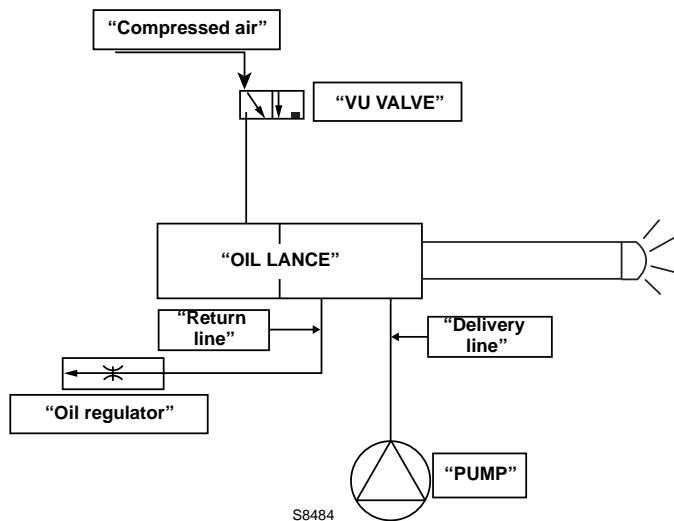 “Compressed air”
“VU VALVE”
“OIL LANCE”
“Return
line”
“Delivery
line”
“Oil regulator”
“PUMP”
S8484